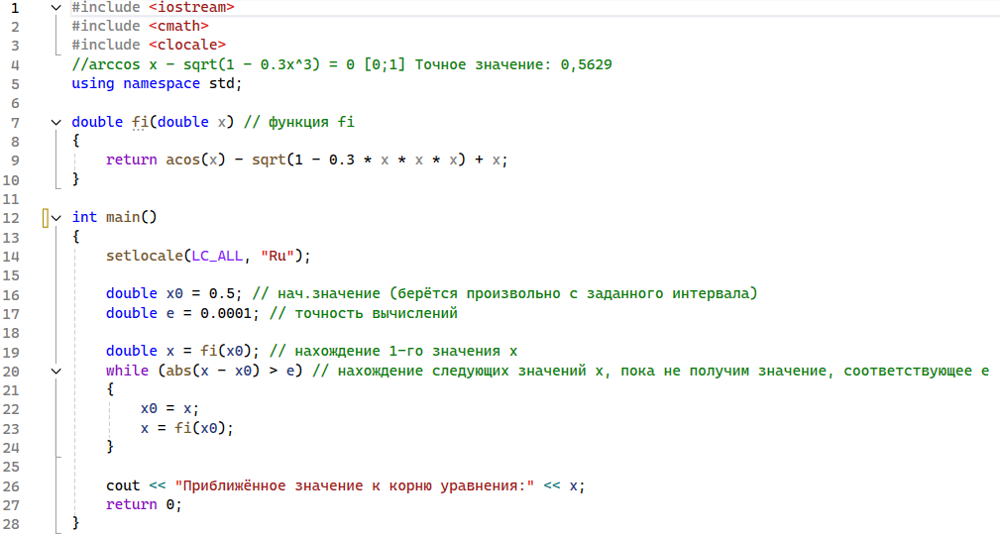 1 #include <iostream>
2 #include <cmath>
3 #include <clocale>
4 //arccos x - sqrt(1 - 0.3x^3) = 0 [0;1] Точное значение: 0,5629
5 using namespace std;
6
7 double fi(double x) // функция fi
8 {
9 return acos(x) - sqrt(1 - 0.3 * x * x * x) + x;
10 }
11
12 int main()
13 {
14 setlocale(LC_ALL, "Ru");
15
16 double x0 = 0.5; // нач.значение (берётся произвольно с заданного интервала)
17 double e = 0.0001; // точность вычислений
18
19 double x = fi(x0); // нахождение 1-го значения x
20 while (abs(x - x0) > e) // нахождение следующих значений x, пока не получим значение, соответствующее e
21 {
22 x0 = x;
23 x = fi(x0);
24 }
25
26 cout << "Приближённое значение к корню уравнения:" << x;
27 return 0;
28 }